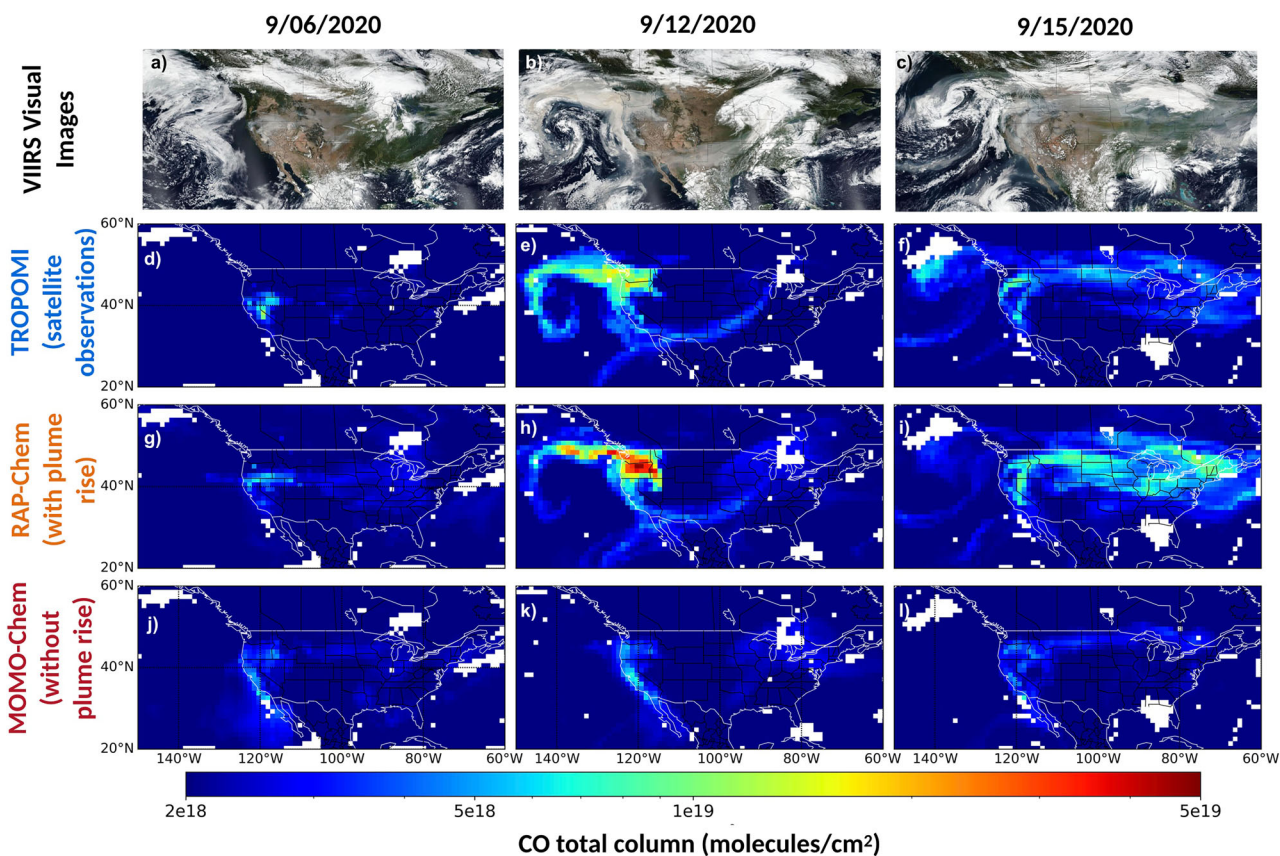 9/06/2020 9/12/2020 9/15/2020
VIIRS Visual
Images
a) b) c)
TROPOMI
(satellite
observations)
60°N
40°N
20°N
d) e) f)
RAP-Chem
(with plume
rise)
60°N
40°N
20°N
g) h) i)
MOMO-Chem
(without
plume rise)
60°N
40°N
20°N
j) k) l)
140°W 120°W 100°W 80°W 60°W 140°W 120°W 100°W 80°W 60°W 140°W 120°W 100°W 80°W 60°W
2e18 5e18 1e19 5e19
CO total column (molecules/cm²)